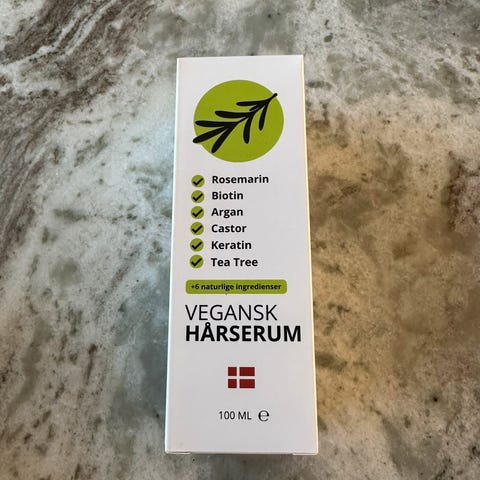 Rosemarin
Biotin
Argan
Castor
Keratin
Tea Tree
+6 naturlige ingredienser
VEGANSK
HÅRSERUM
100 ML ℮